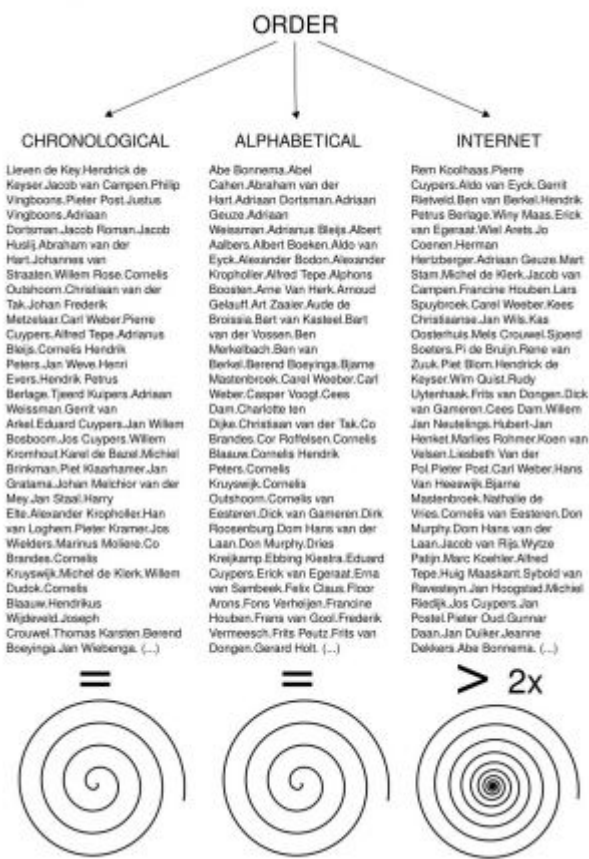 ORDER
CHRONOLOGICAL
Lieven de Key.Hendrick de
Keyser.Jacob van Campen.Philip
Vingboons.Pieter Post.Justus
Vingboons.Adriaan
Dortsman.Jacob Roman.Jacob
Huslij.Abraham van der
Hart.Johannes van
Straaten.Willem Rose.Cornelis
Outshoorn.Christiaan van der
Tak.Johan Frederik
Metzelaar.Carl Weber.Pierre
Cuypers.Alfred Tepe.Adrianus
Bleijs.Cornelis Hendrik
Peters.Jan Weve.Henri
Evers.Hendrik Petrus
Berlage.Tjeerd Kuipers.Adriaan
Weissman.Gerrit van
Arkel.Eduard Cuypers.Jan Willem
Bosboom.Jos Cuypers.Willem
Kromhout.Karel de Bazel.Michiel
Brinkman.Piet Klaarhamer.Jan
Gratama.Johan Melchior van der
Mey.Jan Staal.Harry
Elte.Alexander Kropholler.Han
van Loghem.Pieter Kramer.Jos
Wielders.Marinus Moliere.Co
Brandes.Cornelis
Kruyswijk.Michel de Klerk.Willem
Dudok.Cornelis
Blaauw.Hendrikus
Wijdeveld.Joseph
Crouwel.Thomas Karsten.Berend
Boeyinga.Jan Wiebenga. (...)
=
ALPHABETICAL
Abe Bonnema.Abel
Cahen.Abraham van der
Hart.Adriaan Dortsman.Adriaan
Geuze.Adriaan
Weissman.Adrianus Bleijs.Albert
Aalbers.Albert Boeken.Aldo van
Eyck.Alexander Bodon.Alexander
Kropholler.Alfred Tepe.Alphons
Boosten.Arne Van Herk.Arnoud
Gelauff.Art Zaaier.Aude de
Broissia.Bart van Kasteel.Bart
van der Vossen.Ben
Merkelbach.Ben van
Berkel.Berend Boeyinga.Bjarne
Mastenbroek.Carel Weeber.Carl
Weber.Casper Voogt.Cees
Dam.Charlotte ten
Dijke.Christiaan van der Tak.Co
Brandes.Cor Roffelsen.Cornelis
Blaauw.Cornelis Hendrik
Peters.Cornelis
Kruyswijk.Cornelis
Outshoorn.Cornelis van
Eesteren.Dick van Gameren.Dirk
Roosenburg.Dom Hans van der
Laan.Don Murphy.Dries
Kreijkamp.Ebbing Kiestra.Eduard
Cuypers.Erick van Egeraat.Erna
van Sambeek.Felix Claus.Floor
Arons.Fons Verheijen.Francine
Houben.Frans van Gool.Frederik
Vermeesch.Frits Peutz.Frits van
Dongen.Gerard Holt. (...)
=
INTERNET
Rem Koolhaas.Pierre
Cuypers.Aldo van Eyck.Gerrit
Rietveld.Ben van Berkel.Hendrik
Petrus Berlage.Winy Maas.Erick
van Egeraat.Wiel Arets.Jo
Coenen.Herman
Hertzberger.Adriaan Geuze.Mart
Stam.Michel de Klerk.Jacob van
Campen.Francine Houben.Lars
Spuybroek.Carel Weeber.Kees
Christiaanse.Jan Wils.Kas
Oosterhuis.Mels Crouwel.Sjoerd
Soeters.Pi de Bruijn.Rene van
Zuuk.Piet Blom.Hendrick de
Keyser.Wim Quist.Rudy
Uytenhaak.Frits van Dongen.Dick
van Gameren.Cees Dam.Willem
Jan Neutelings.Hubert-Jan
Henket.Marlies Rohmer.Koen van
Velsen.Liesbeth Van der
Pol.Pieter Post.Carl Weber.Hans
Van Heeswijk.Bjarne
Mastenbroek.Nathalie de
Vries.Cornelis van Eesteren.Don
Murphy.Dom Hans van der
Laan.Jacob van Rijs.Wytze
Patijn.Marc Koehler.Alfred
Tepe.Huig Maaskant.Sybold van
Ravesteyn.Jan Hoogstad.Michiel
Riedijk.Jos Cuypers.Jan
Postel.Pieter Oud.Gunnar
Daan.Jan Duiker.Jeanne
Dekkers.Abe Bonnema. (...)
> 2x